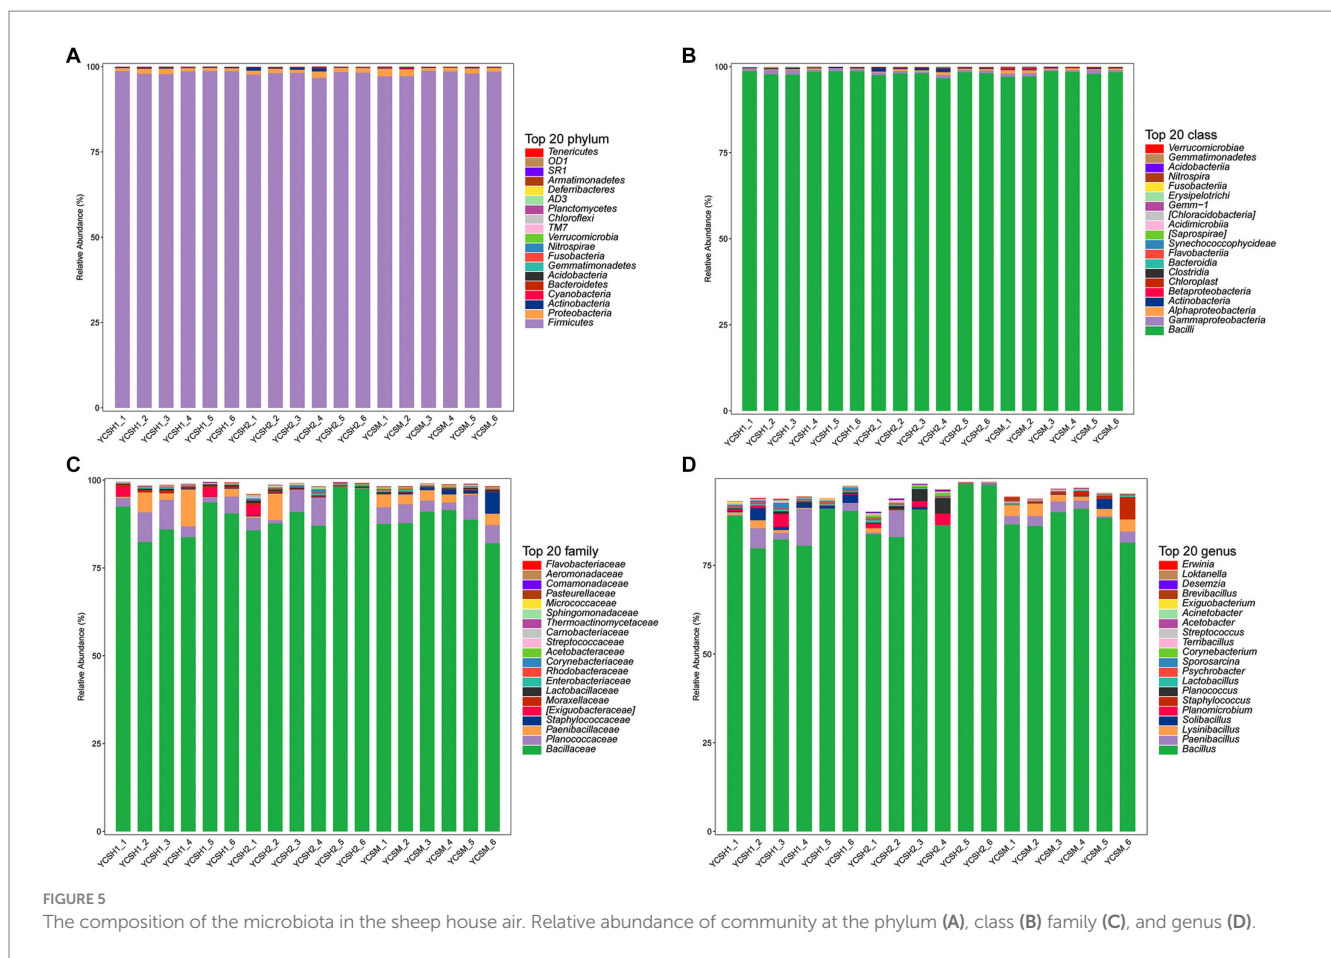 A
100
75
50
25
0
Relative Abundance (%)
YCSH1_1
YCSH1_2
YCSH1_3
YCSH1_4
YCSH1_5
YCSH1_6
YCSH2_1
YCSH2_2
YCSH2_3
YCSH2_4
YCSH2_5
YCSH2_6
YCSM_1
YCSM_2
YCSM_3
YCSM_4
YCSM_5
YCSM_6
Top 20 phylum
Tenericutes
OD1
SR1
Armatimonadetes
Deferribacteres
AD3
Planctomycetes
Chloroflexi
TM7
Verrucomicrobia
Nitrospirae
Fusobacteria
Gemmatimonadetes
Acidobacteria
Bacteroidetes
Cyanobacteria
Actinobacteria
Proteobacteria
Firmicutes
B
100
75
50
25
0
Relative Abundance (%)
YCSH1_1
YCSH1_2
YCSH1_3
YCSH1_4
YCSH1_5
YCSH1_6
YCSH2_1
YCSH2_2
YCSH2_3
YCSH2_4
YCSH2_5
YCSH2_6
YCSM_1
YCSM_2
YCSM_3
YCSM_4
YCSM_5
YCSM_6
Top 20 class
Verrucomicrobiae
Gemmatimonadetes
Acidobacteriia
Nitrospira
Fusobacteriia
Erysipelotrichi
Gemm−1
[Chloracidobacteria]
Acidimicrobiia
[Saprospirae]
Synechococcophycideae
Flavobacteriia
Bacteroidia
Clostridia
Chloroplast
Betaproteobacteria
Actinobacteria
Alphaproteobacteria
Gammaproteobacteria
Bacilli
C
100
75
50
25
0
Relative Abundance (%)
YCSH1_1
YCSH1_2
YCSH1_3
YCSH1_4
YCSH1_5
YCSH1_6
YCSH2_1
YCSH2_2
YCSH2_3
YCSH2_4
YCSH2_5
YCSH2_6
YCSM_1
YCSM_2
YCSM_3
YCSM_4
YCSM_5
YCSM_6
Top 20 family
Flavobacteriaceae
Aeromonadaceae
Comamonadaceae
Pasteurellaceae
Micrococcaceae
Sphingomonadaceae
Thermoactinomycetaceae
Carnobacteriaceae
Streptococcaceae
Acetobacteraceae
Corynebacteriaceae
Rhodobacteraceae
Enterobacteriaceae
Lactobacillaceae
Moraxellaceae
[Exiguobacteraceae]
Staphylococcaceae
Paenibacillaceae
Planococcaceae
Bacillaceae
D
75
50
25
0
Relative Abundance (%)
YCSH1_1
YCSH1_2
YCSH1_3
YCSH1_4
YCSH1_5
YCSH1_6
YCSH2_1
YCSH2_2
YCSH2_3
YCSH2_4
YCSH2_5
YCSH2_6
YCSM_1
YCSM_2
YCSM_3
YCSM_4
YCSM_5
YCSM_6
Top 20 genus
Erwinia
Loktanella
Desemzia
Brevibacillus
Exiguobacterium
Acinetobacter
Acetobacter
Streptococcus
Terribacillus
Corynebacterium
Sporosarcina
Psychrobacter
Lactobacillus
Planococcus
Staphylococcus
Planomicrobium
Solibacillus
Lysinibacillus
Paenibacillus
Bacillus
FIGURE 5
The composition of the microbiota in the sheep house air. Relative abundance of community at the phylum (A), class (B) family (C), and genus (D).